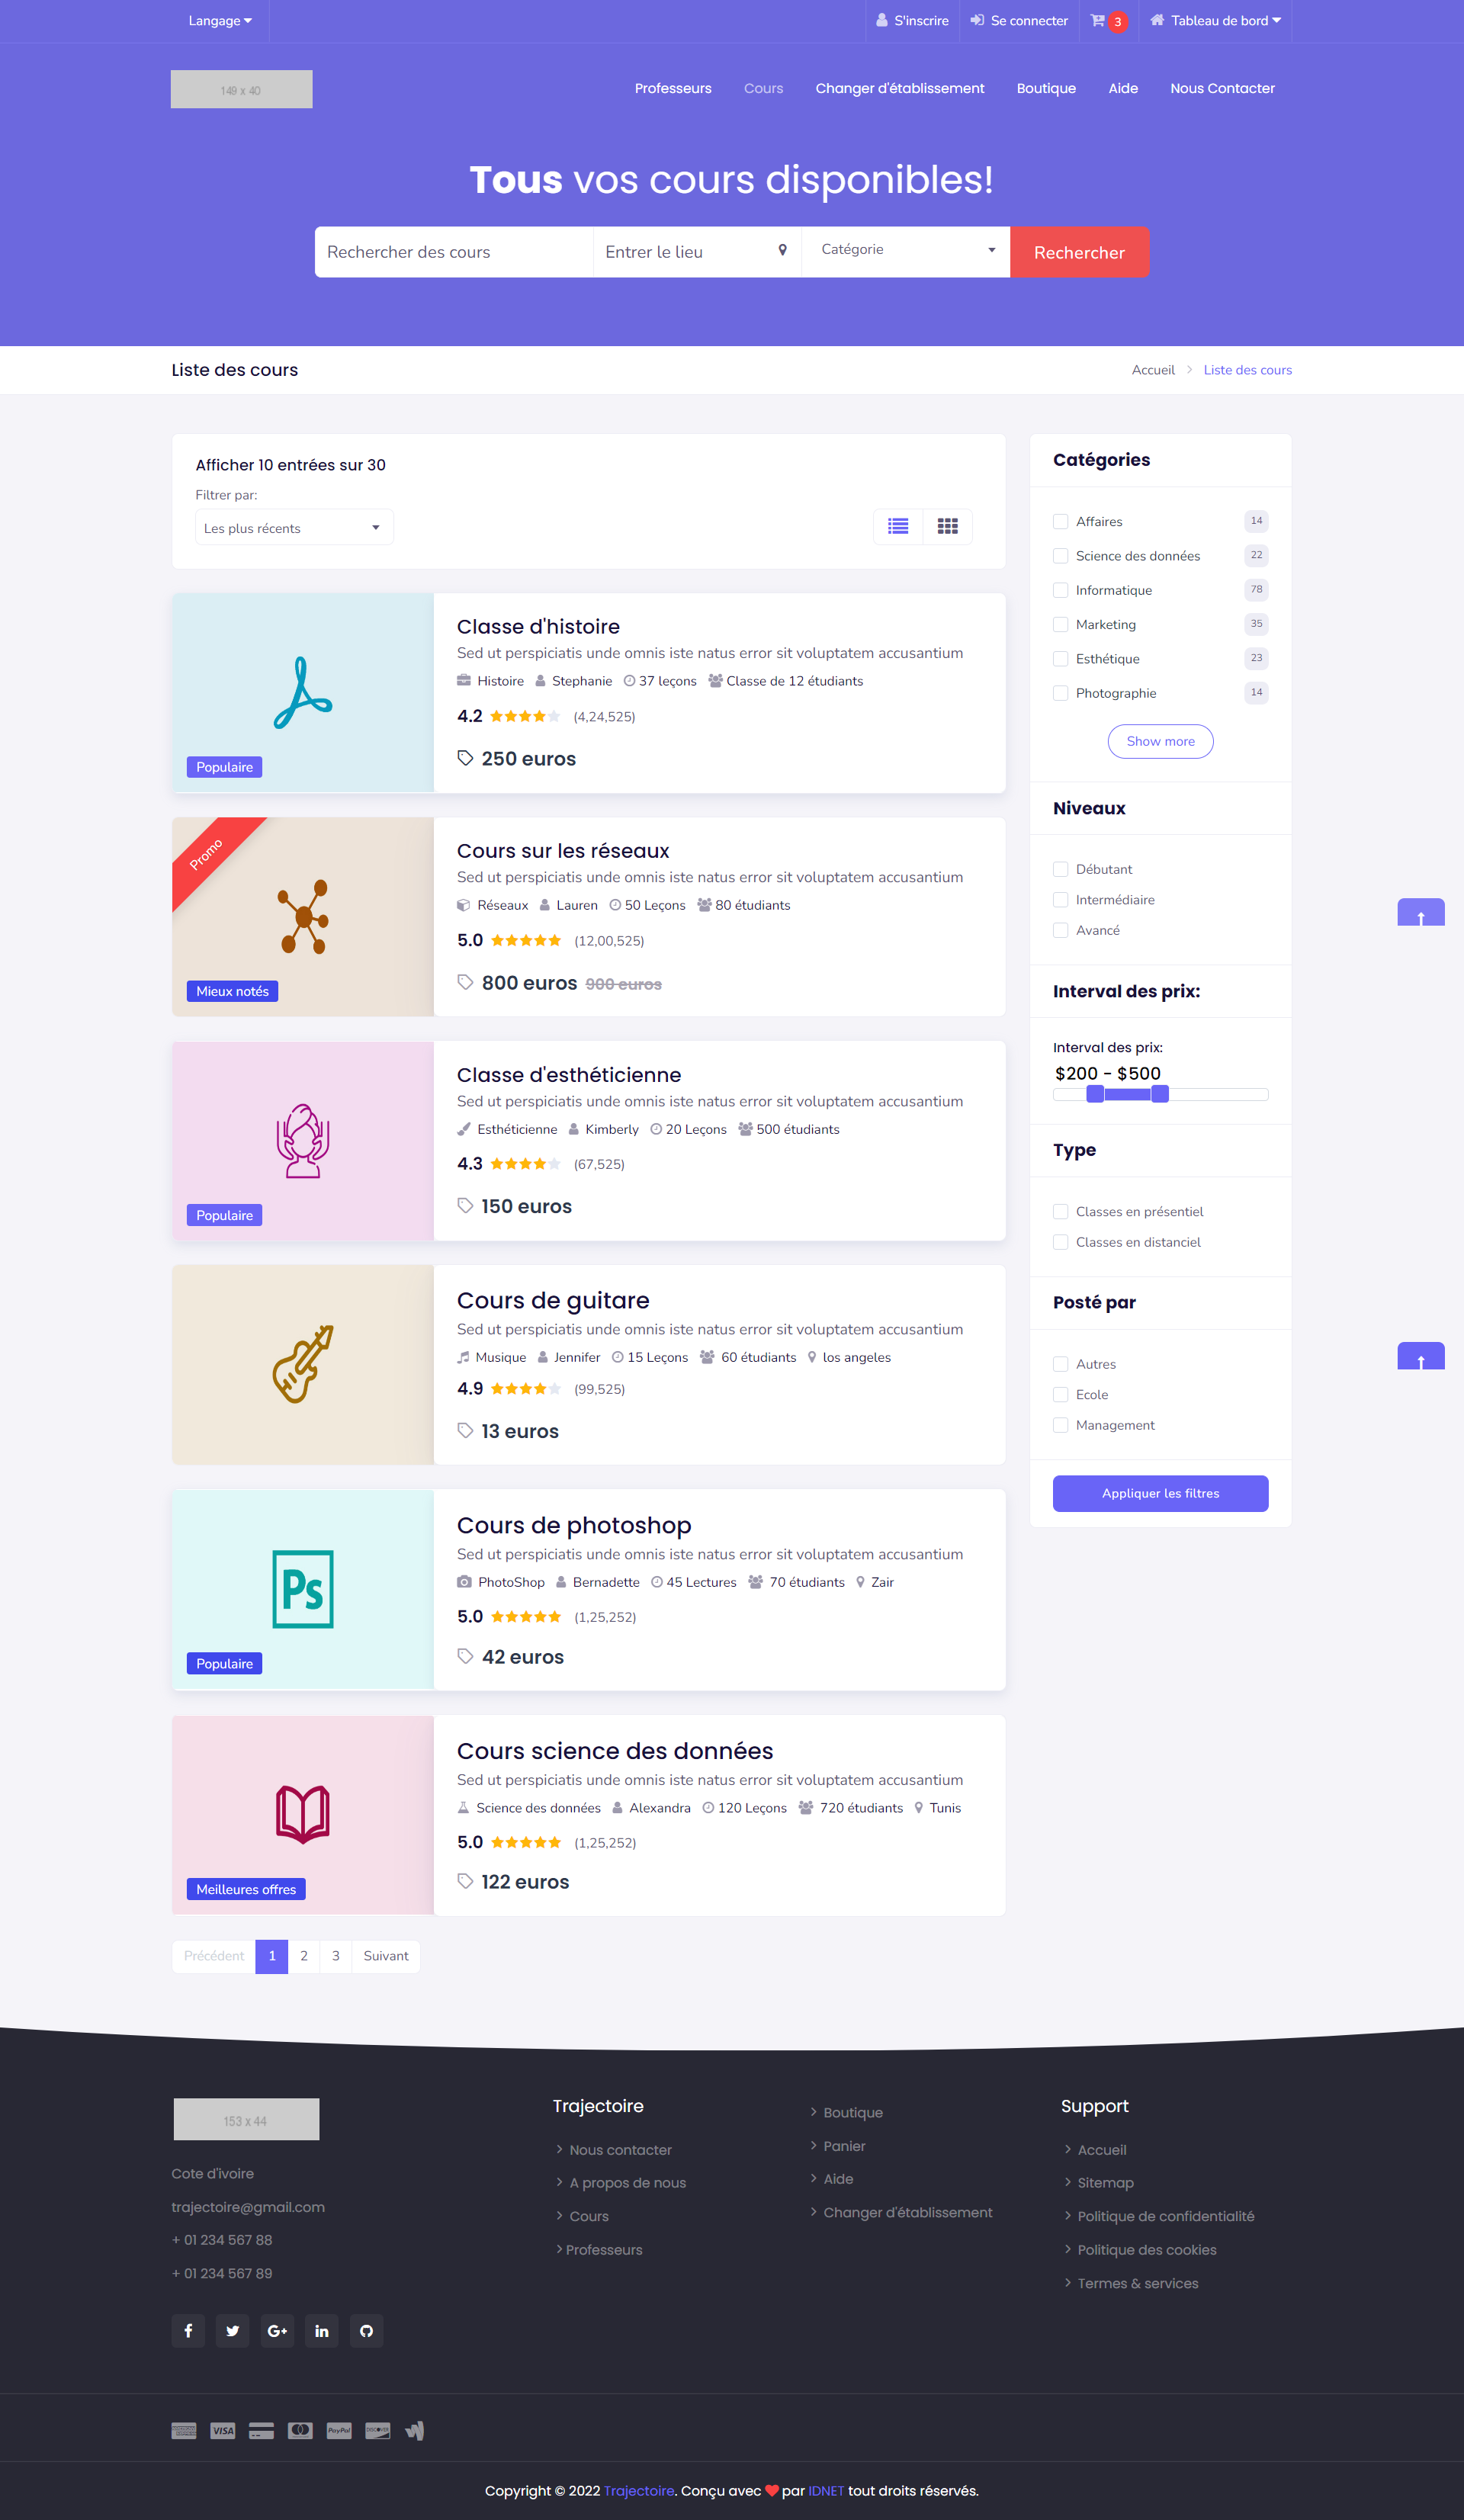 Langage
S'inscrire
Se connecter
3
Tableau de bord
149 x 40
Professeurs
Cours
Changer d'établissement
Boutique
Aide
Nous Contacter
Tous vos cours disponibles!
Rechercher des cours
Entrer le lieu
Catégorie
Rechercher
Liste des cours
Accueil
Liste des cours
Afficher 10 entrées sur 30
Filtrer par:
Les plus récents
Classe d'histoire
Sed ut perspiciatis unde omnis iste natus error sit voluptatem accusantium
Histoire Stephanie 37 leçons Classe de 12 étudiants
4.2 (4,24,525)
250 euros
Populaire
Promo
Cours sur les réseaux
Sed ut perspiciatis unde omnis iste natus error sit voluptatem accusantium
Réseaux Lauren 50 Leçons 80 étudiants
5.0 (12,00,525)
800 euros 900 euros
Mieux notés
Classe d'esthéticienne
Sed ut perspiciatis unde omnis iste natus error sit voluptatem accusantium
Esthéticienne Kimberly 20 Leçons 500 étudiants
4.3 (67,525)
150 euros
Populaire
Cours de guitare
Sed ut perspiciatis unde omnis iste natus error sit voluptatem accusantium
Musique Jennifer 15 Leçons 60 étudiants los angeles
4.9 (99,525)
13 euros
Ps
Cours de photoshop
Sed ut perspiciatis unde omnis iste natus error sit voluptatem accusantium
PhotoShop Bernadette 45 Lectures 70 étudiants Zair
5.0 (1,25,252)
42 euros
Populaire
Cours science des données
Sed ut perspiciatis unde omnis iste natus error sit voluptatem accusantium
Science des données Alexandra 120 Leçons 720 étudiants Tunis
5.0 (1,25,252)
122 euros
Meilleures offres
Précédent 1 2 3 Suivant
Catégories
Affaires 14
Science des données 22
Informatique 78
Marketing 35
Esthétique 23
Photographie 14
Show more
Niveaux
Débutant
Intermédiaire
Avancé
Interval des prix:
Interval des prix:
$200 - $500
Type
Classes en présentiel
Classes en distanciel
Posté par
Autres
Ecole
Management
Appliquer les filtres
153 x 44
Cote d'ivoire
trajectoire@gmail.com
+ 01 234 567 88
+ 01 234 567 89
Trajectoire
Nous contacter
A propos de nous
Cours
Professeurs
Boutique
Panier
Aide
Changer d'établissement
Support
Accueil
Sitemap
Politique de confidentialité
Politique des cookies
Termes & services
VISA
PayPal
DISCOVER
Copyright © 2022 Trajectoire. Conçu avec par IDNET tout droits réservés.